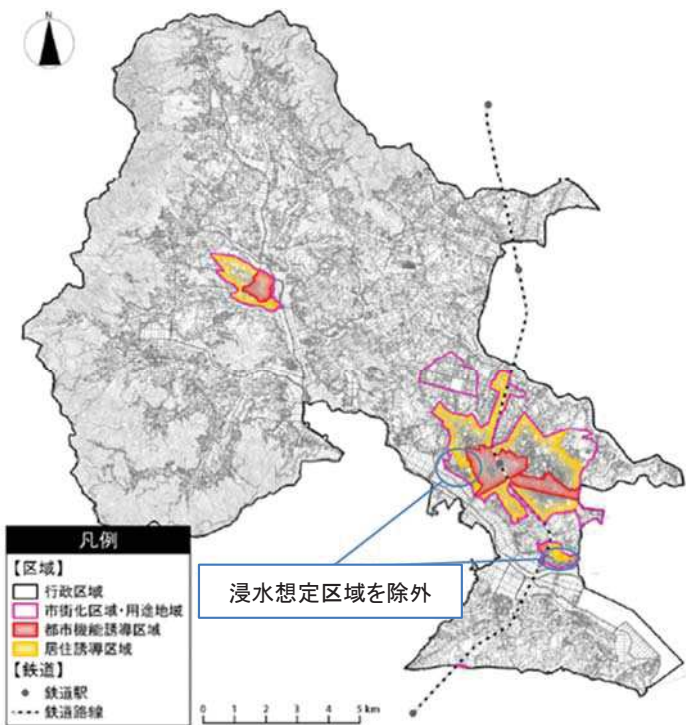 N
浸水想定区域を除外
凡例
【区域】
行政区域
市街化区域・用途地域
都市機能誘導区域
居住誘導区域
【鉄道】
鉄道駅
鉄道路線
0 1 2 3 4 5 km